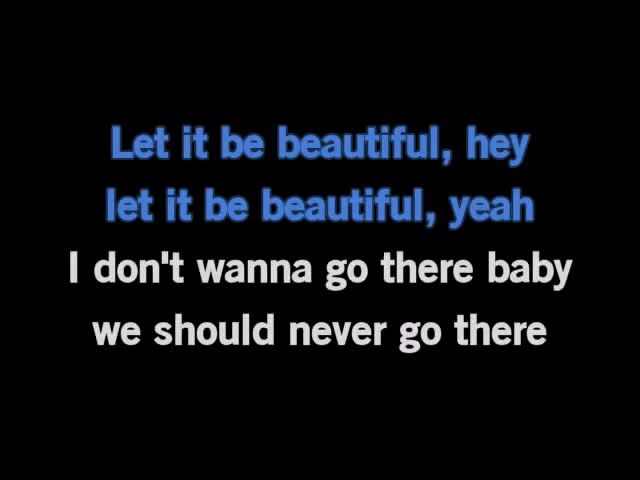 Let it be beautiful, hey
let it be beautiful, yeah
I don't wanna go there baby
we should never go there